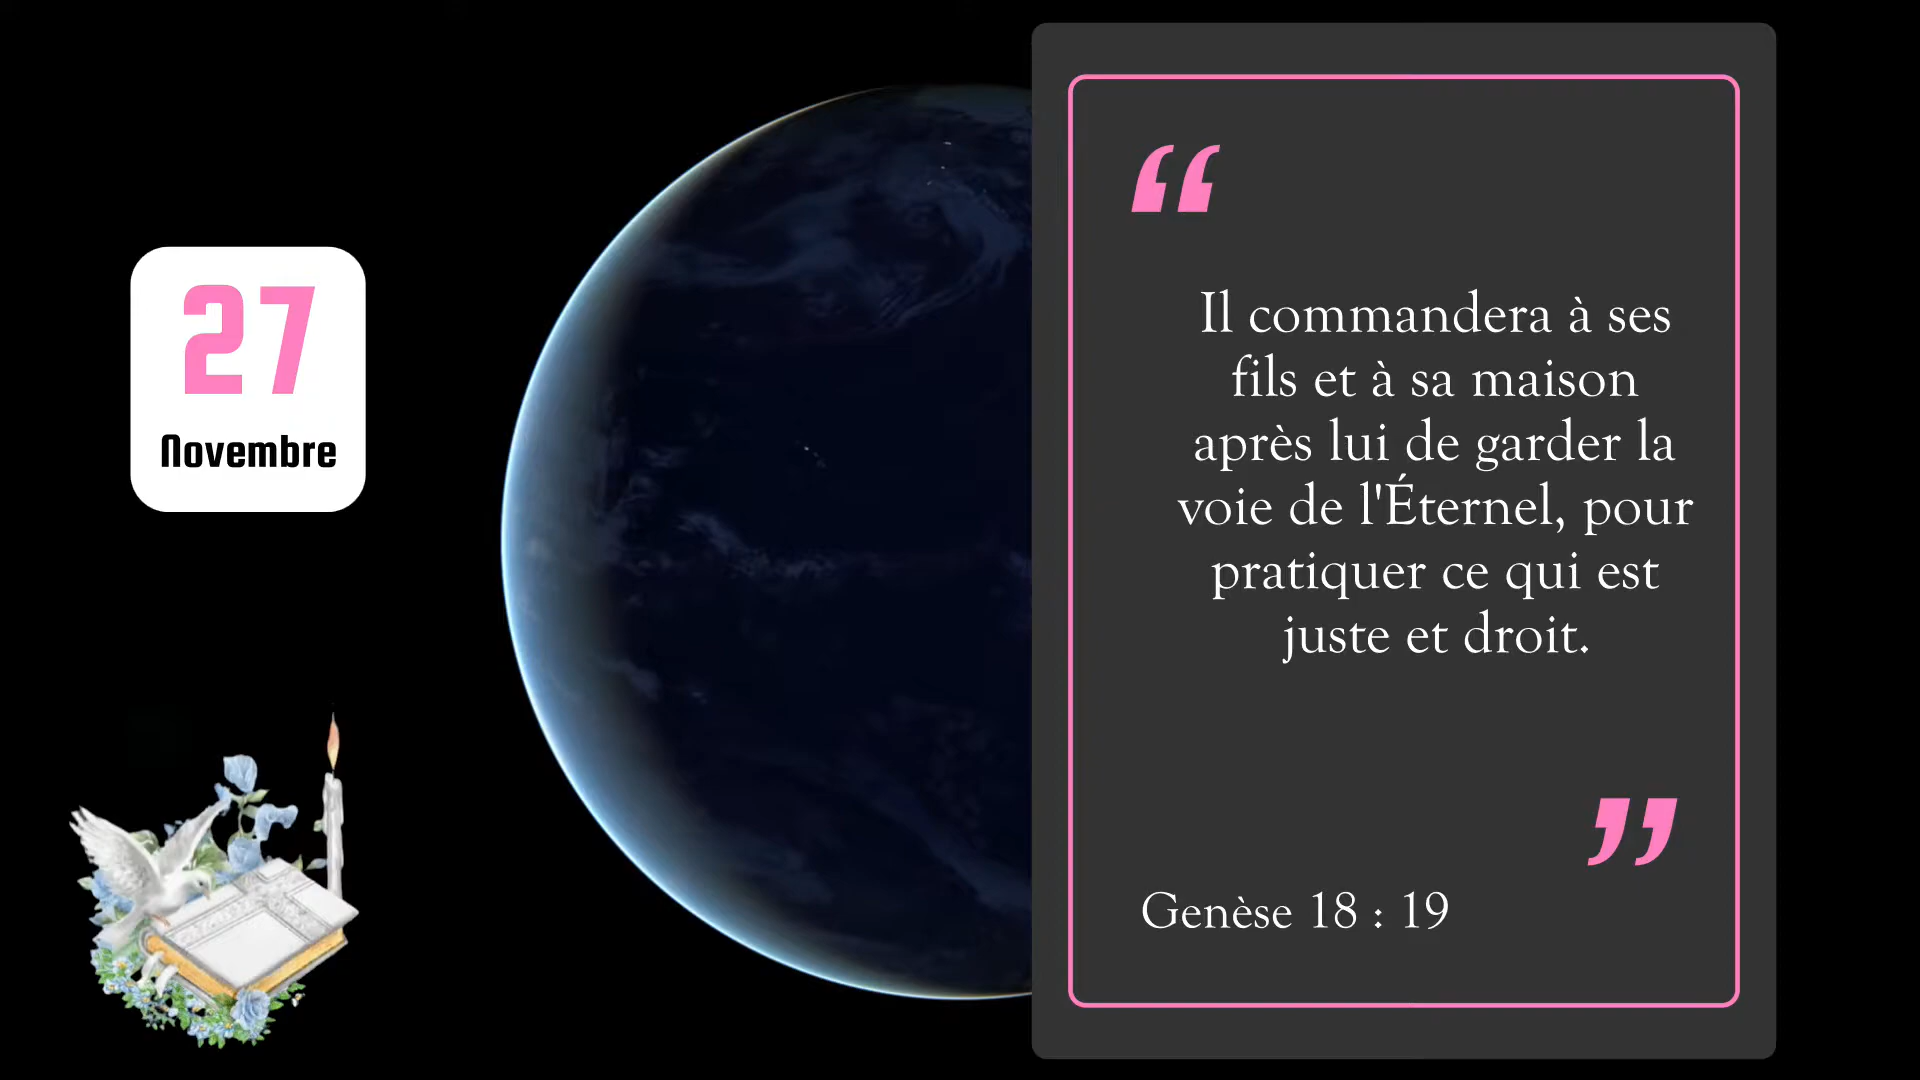 27
Novembre
“
Il commandera à ses
fils et à sa maison
après lui de garder la
voie de l'Éternel, pour
pratiquer ce qui est
juste et droit.
”
Genèse 18 : 19